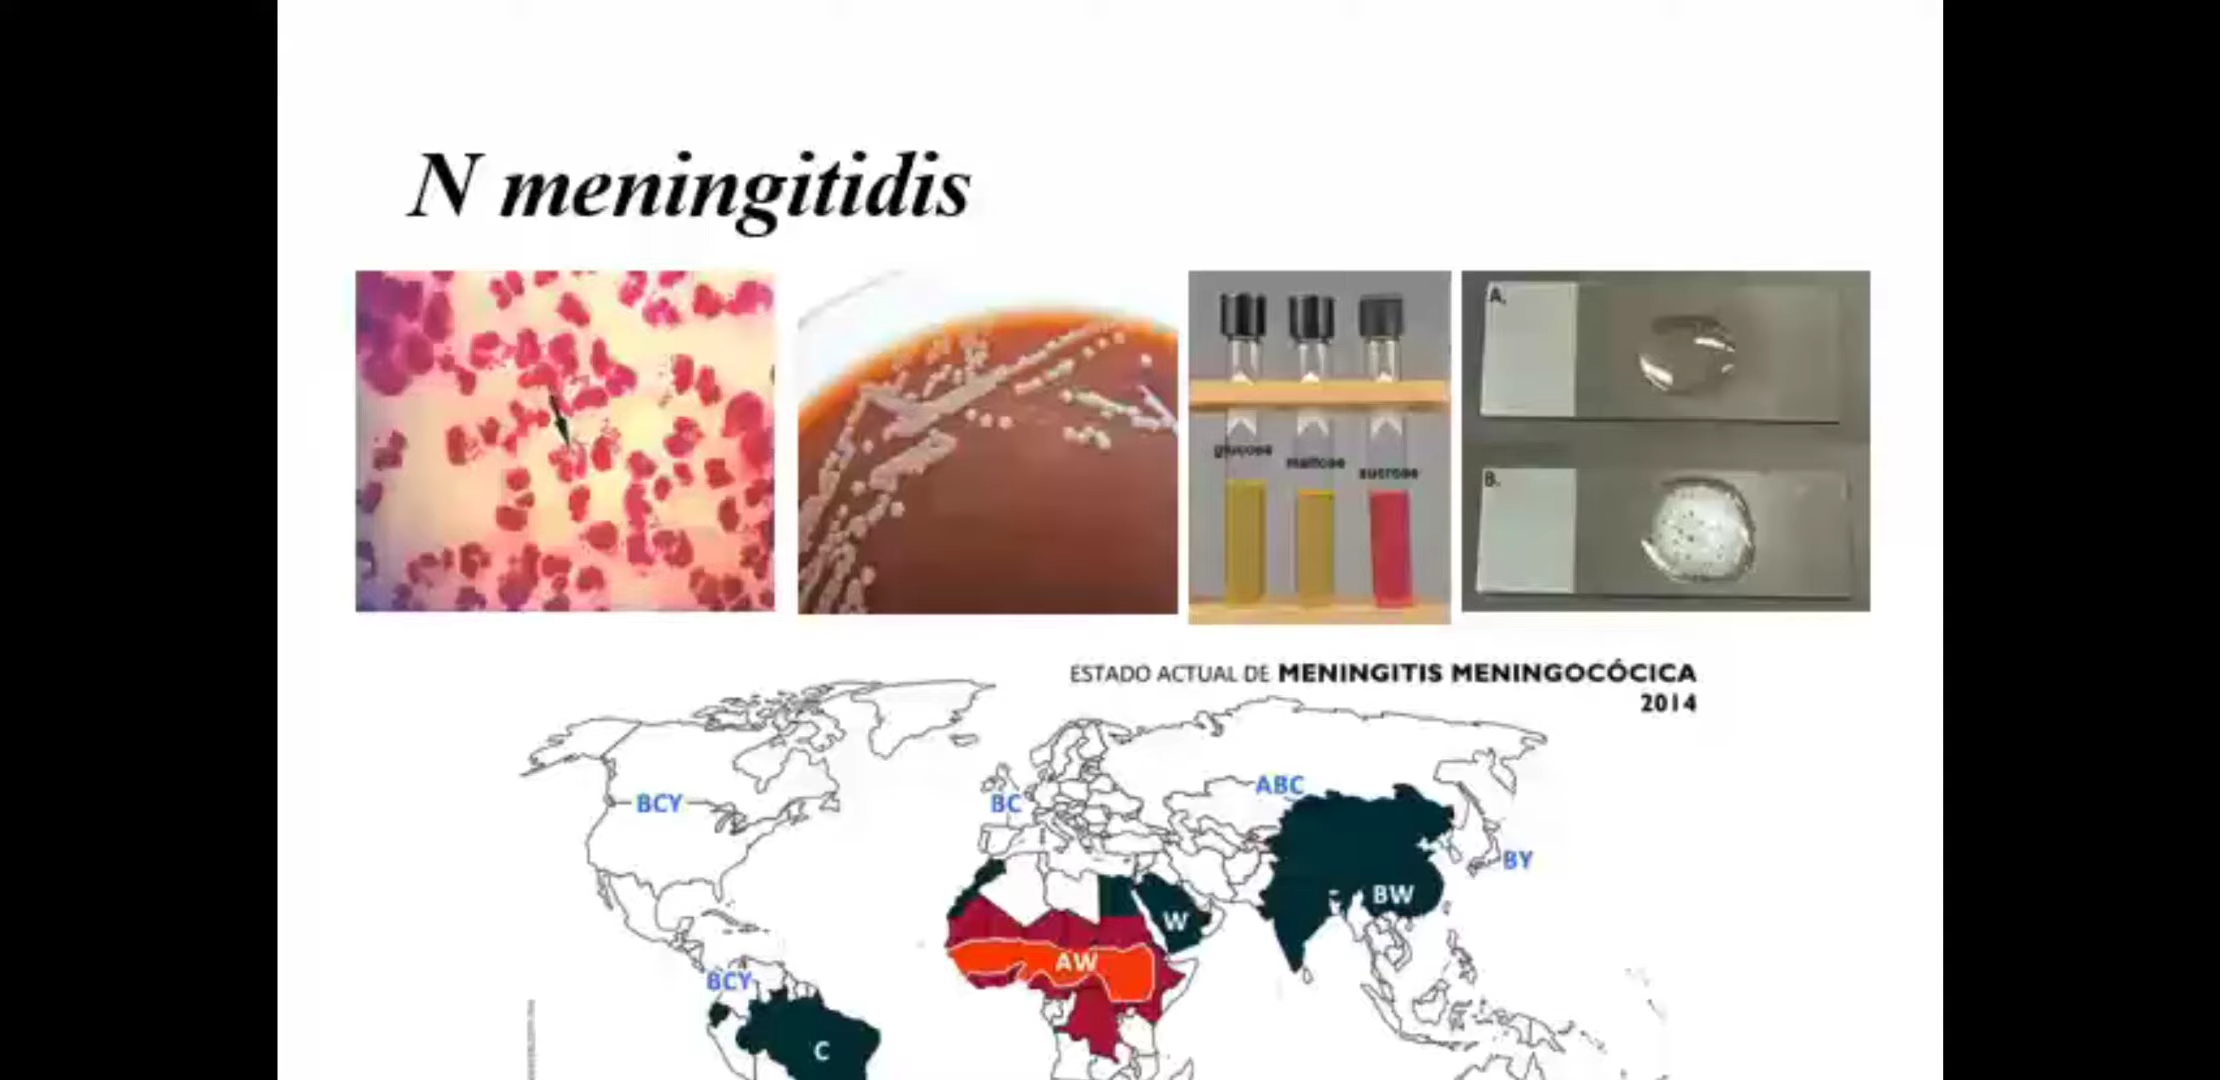 N meningitidis
A.
glucose
maltose
sucrose
B.
ESTADO ACTUAL DE MENINGITIS MENINGOCÓCICA
2014
ABC
BCY
BC
BY
BW
W
AW
BCY
C